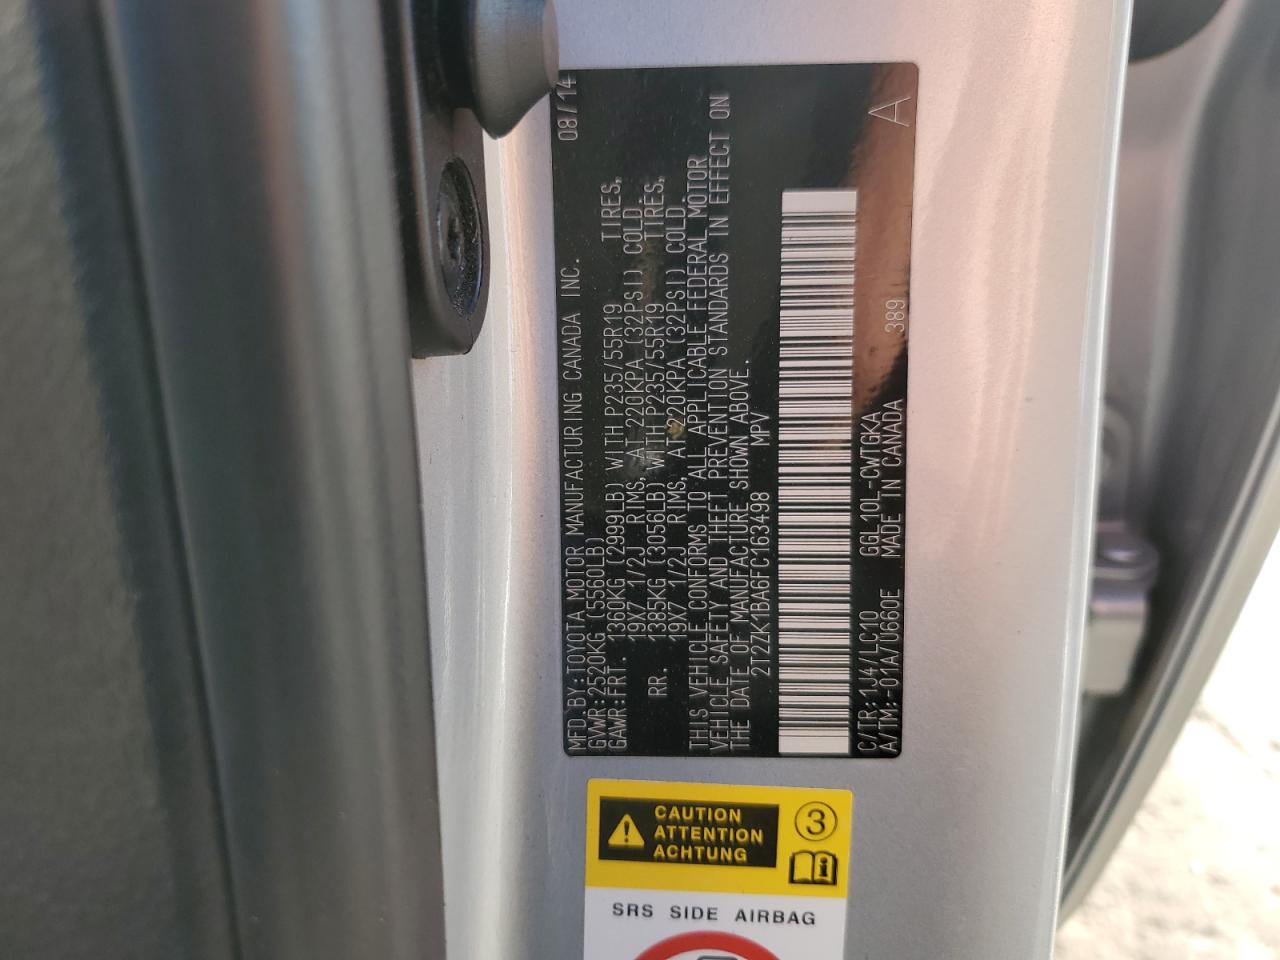 MFD. BY: TOYOTA MOTOR MANUFACTURING CANADA INC. 08/14
GVWR: 2520KG (5560LB)
GAWR: FRT. 1360KG (2999LB) WITH P235/55R19 TIRES,
19X7 1/2J RIMS, AT 220KPA (32PSI) COLD.
RR. 1385KG (3056LB) WITH P235/55R19 TIRES,
19X7 1/2J RIMS, AT 220KPA (32PSI) COLD.
THIS VEHICLE CONFORMS TO ALL APPLICABLE FEDERAL MOTOR
VEHICLE SAFETY AND THEFT PREVENTION STANDARDS IN EFFECT ON
THE DATE OF MANUFACTURE SHOWN ABOVE.
2T2ZK1BA6FC163498 MPV
C/TR: 1J4/LC10 GGL10L-CWTGKA
A/TM: -01A/U660E MADE IN CANADA 389 A
CAUTION
ATTENTION
ACHTUNG
3
SRS SIDE AIRBAG